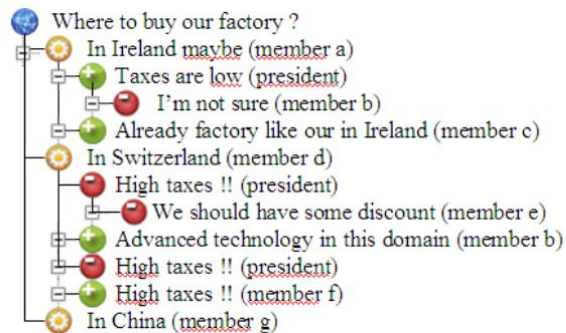 Where to buy our factory ?
In Ireland maybe (member a)
Taxes are low (president)
I'm not sure (member b)
Already factory like our in Ireland (member c)
In Switzerland (member d)
High taxes !! (president)
We should have some discount (member e)
Advanced technology in this domain (member b)
High taxes !! (president)
High taxes !! (member f)
In China (member g)